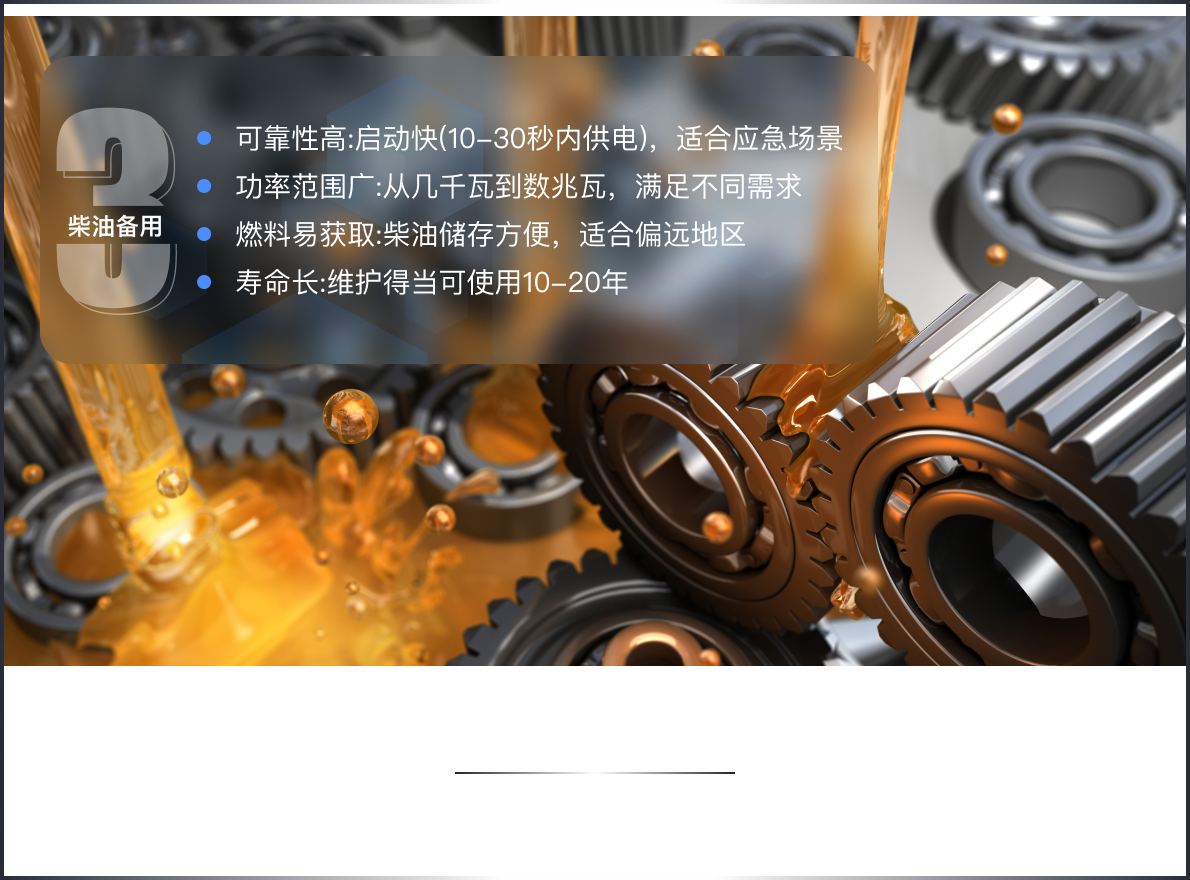 3
柴油备用
可靠性高:启动快(10-30秒内供电)，适合应急场景
功率范围广:从几千瓦到数兆瓦，满足不同需求
燃料易获取:柴油储存方便，适合偏远地区
寿命长:维护得当可使用10-20年